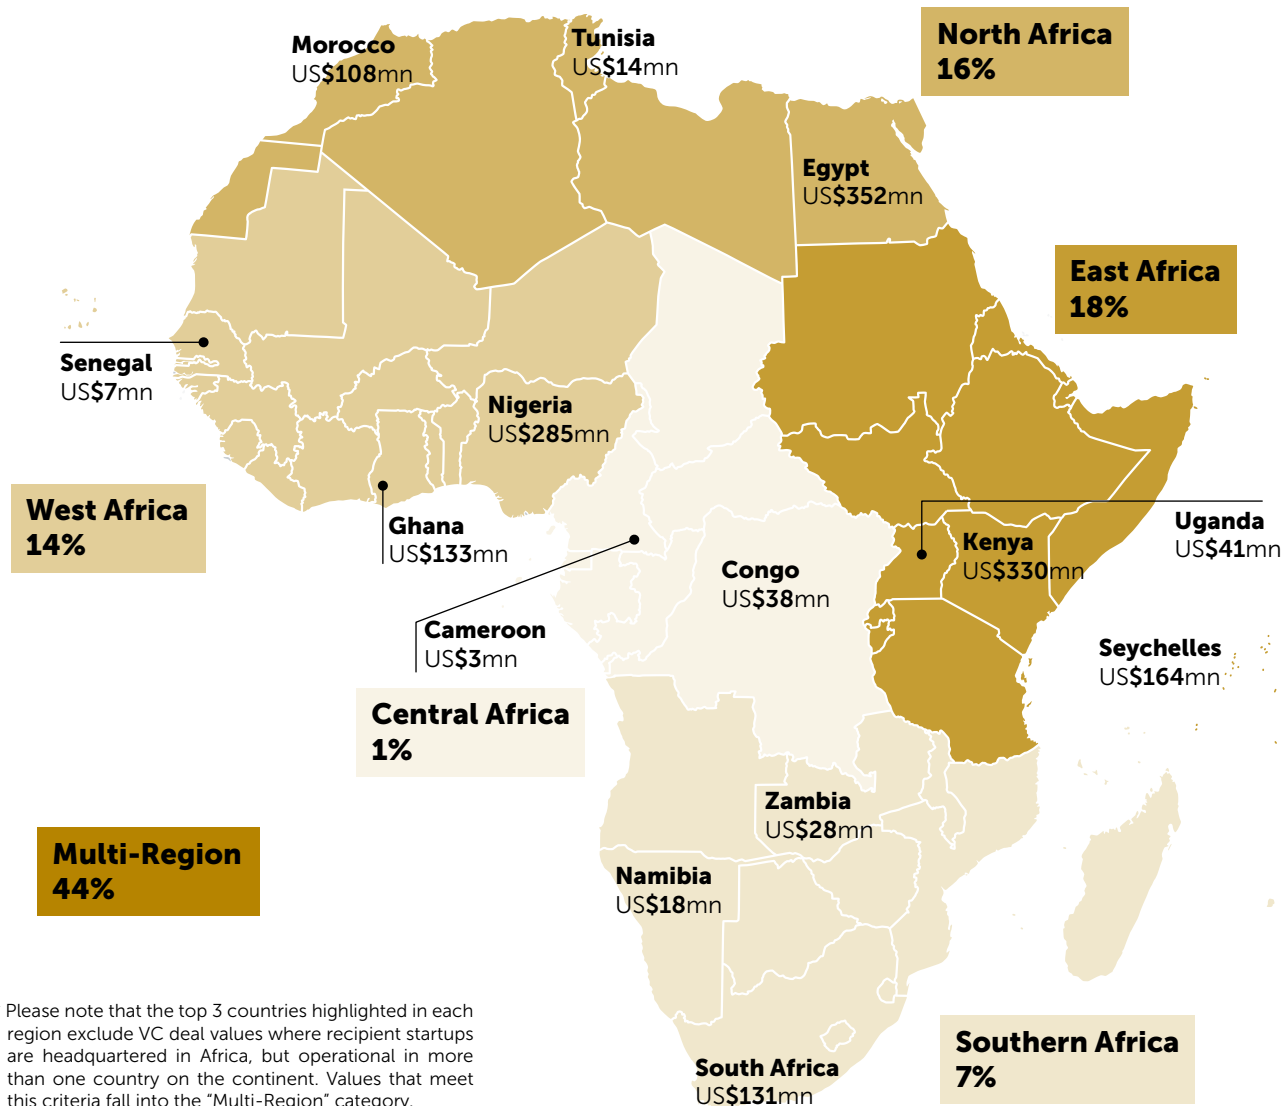 Morocco
US$108mn
Tunisia
US$14mn
North Africa
16%
Egypt
US$352mn
East Africa
18%
Senegal
US$7mn
Nigeria
US$285mn
West Africa
14%
Ghana
US$133mn
Uganda
US$41mn
Kenya
US$330mn
Congo
US$38mn
Cameroon
US$3mn
Seychelles
US$164mn
Central Africa
1%
Zambia
US$28mn
Multi-Region
44%
Namibia
US$18mn
Please note that the top 3 countries highlighted in each
region exclude VC deal values where recipient startups
are headquartered in Africa, but operational in more
than one country on the continent. Values that meet
this criteria fall into the “Multi-Region” category.
South Africa
US$131mn
Southern Africa
7%